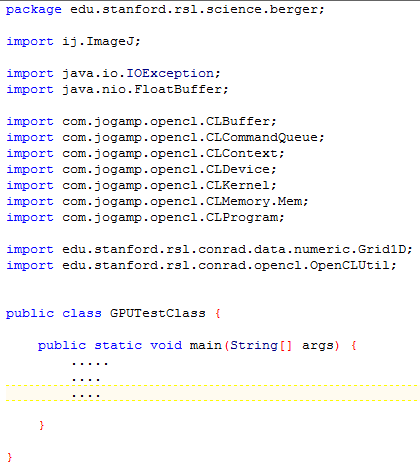 package edu.stanford.rsl.science.berger;
import ij.ImageJ;
import java.io.IOException;
import java.nio.FloatBuffer;
import com.jogamp.opencl.CLBuffer;
import com.jogamp.opencl.CLCommandQueue;
import com.jogamp.opencl.CLContext;
import com.jogamp.opencl.CLDevice;
import com.jogamp.opencl.CLKernel;
import com.jogamp.opencl.CLMemory.Mem;
import com.jogamp.opencl.CLProgram;
import edu.stanford.rsl.conrad.data.numeric.Grid1D;
import edu.stanford.rsl.conrad.opencl.OpenCLUtil;
public class GPUTestClass {
    public static void main(String[] args) {
        .....
        ....
        ....
    }
}